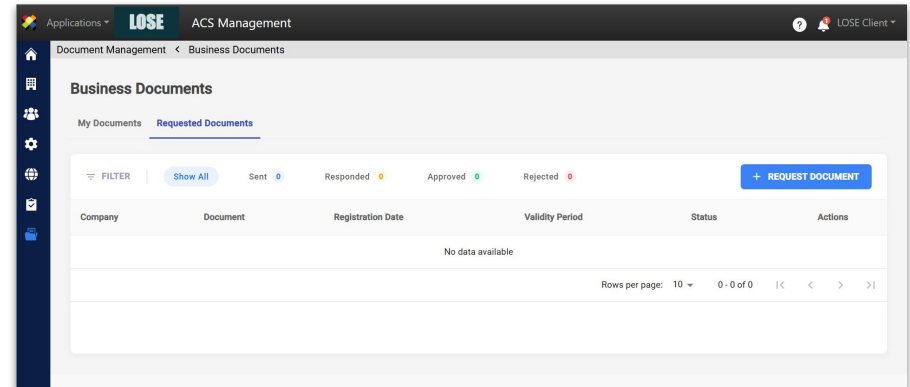 Applications LOSE ACS Management ? LOSE Client
Document Management < Business Documents
Business Documents
My Documents Requested Documents
FILTER Show All Sent 0 Responded 0 Approved 0 Rejected 0 + REQUEST DOCUMENT
Company Document Registration Date Validity Period Status Actions
No data available
Rows per page: 10 0 - 0 of 0 |< < > >|